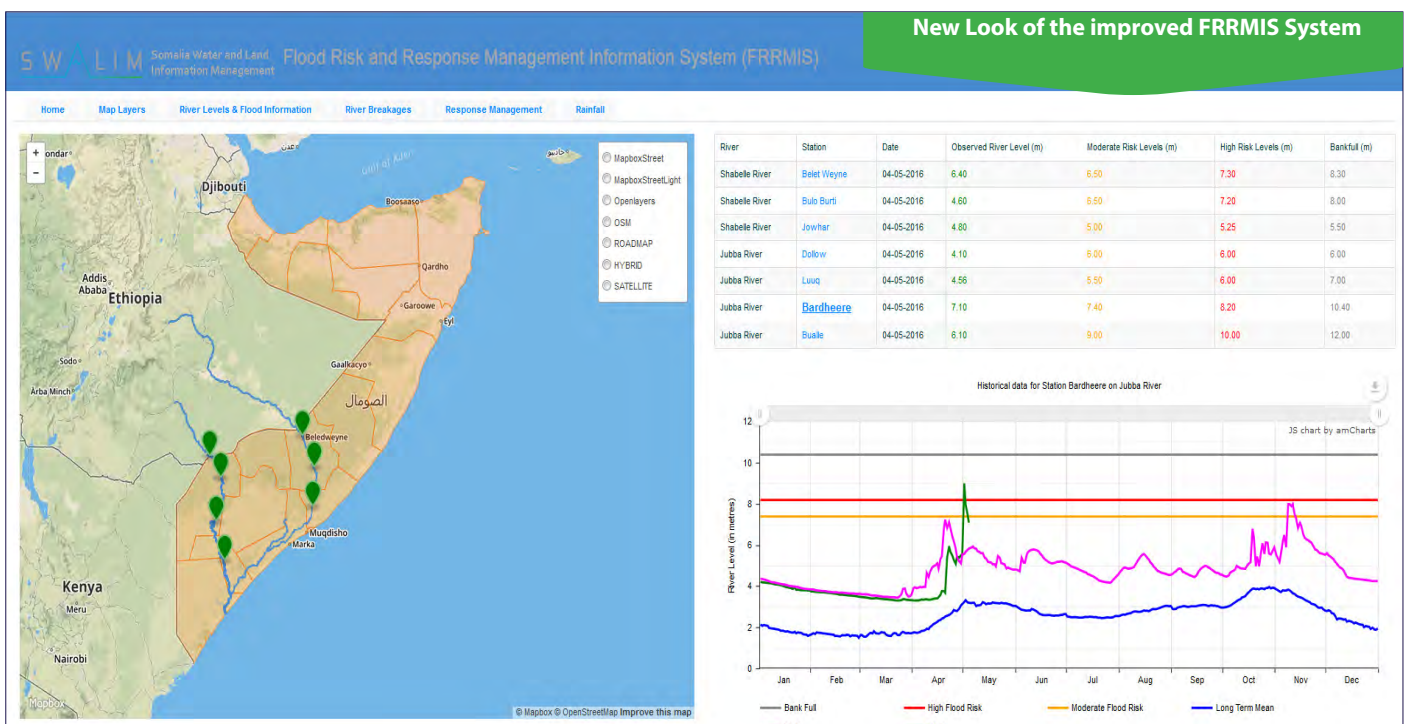 New Look of the improved FRRMIS System
SWALIM Somalia Water and Land Information Management Flood Risk and Response Management Information System (FRRMIS)
Home Map Layers River Levels & Flood Information River Breakages Response Management Rainfall
+
-
ondar
عدن
حاديبو
Gulf of Aden
Djibouti
Boosaaso
Qardho
Addis Ababa
Ethiopia
Garoowe
Eyl
Sodo
Gaalkacyo
Arba Minch
الصومال
Beledweyne
Muqdisho
Marka
Kenya
Meru
Nairobi
Mapbox
© Mapbox © OpenStreetMap Improve this map
MapboxStreet
MapboxStreetLight
Openlayers
OSM
ROADMAP
HYBRID
SATELLITE
River Station Date Observed River Level (m) Moderate Risk Levels (m) High Risk Levels (m) Bankfull (m)
Shabelle River Belet Weyne 04-05-2016 6.40 6.50 7.30 8.30
Shabelle River Bulo Burti 04-05-2016 4.60 6.50 7.20 8.00
Shabelle River Jowhar 04-05-2016 4.80 5.00 5.25 5.50
Jubba River Dollow 04-05-2016 4.10 5.00 6.00 6.00
Jubba River Luuq 04-05-2016 4.56 5.50 6.00 7.00
Jubba River Bardheere 04-05-2016 7.10 7.40 8.20 10.40
Jubba River Bualle 04-05-2016 6.10 9.00 10.00 12.00
Historical data for Station Bardheere on Jubba River
JS chart by amCharts
River Level (in metres)
12
10
8
6
4
2
0
Jan Feb Mar Apr May Jun Jul Aug Sep Oct Nov Dec
Bank Full High Flood Risk Moderate Flood Risk Long Term Mean